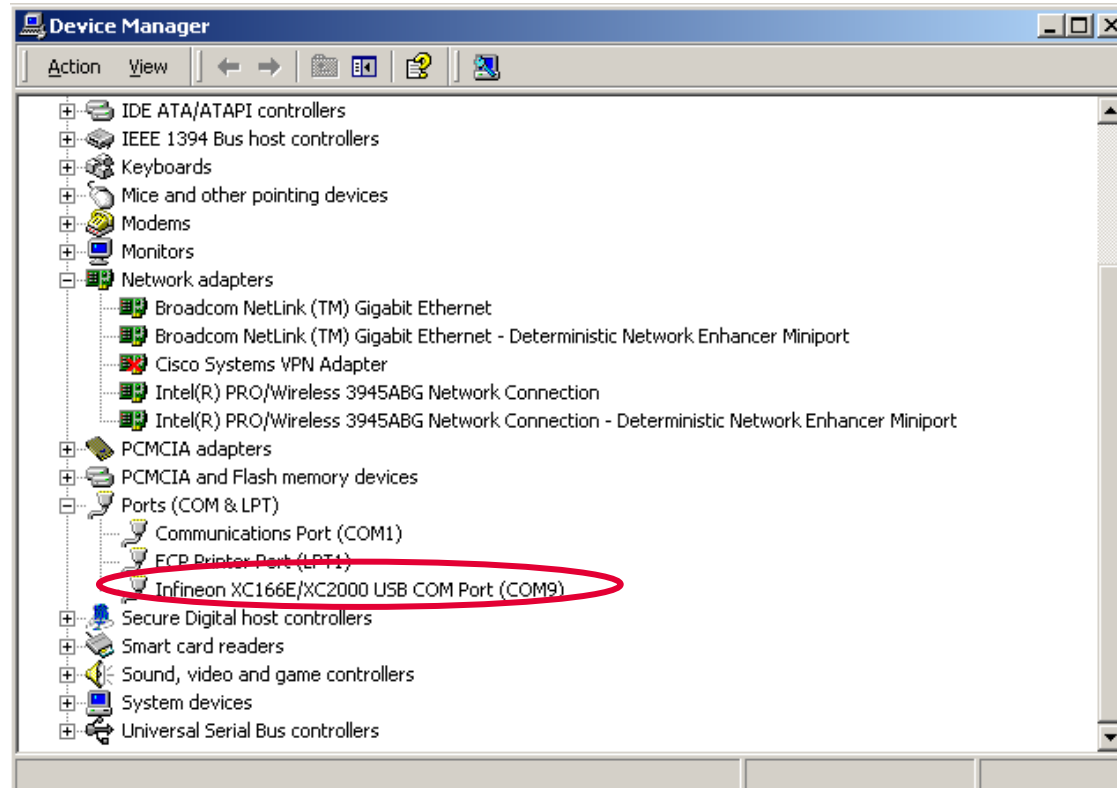 Device Manager
Action View
IDE ATA/ATAPI controllers
IEEE 1394 Bus host controllers
Keyboards
Mice and other pointing devices
Modems
Monitors
Network adapters
Broadcom NetLink (TM) Gigabit Ethernet
Broadcom NetLink (TM) Gigabit Ethernet - Deterministic Network Enhancer Miniport
Cisco Systems VPN Adapter
Intel(R) PRO/Wireless 3945ABG Network Connection
Intel(R) PRO/Wireless 3945ABG Network Connection - Deterministic Network Enhancer Miniport
PCMCIA adapters
PCMCIA and Flash memory devices
Ports (COM & LPT)
Communications Port (COM1)
ECP Printer Port (LPT1)
Infineon XC166E/XC2000 USB COM Port (COM9)
Secure Digital host controllers
Smart card readers
Sound, video and game controllers
System devices
Universal Serial Bus controllers